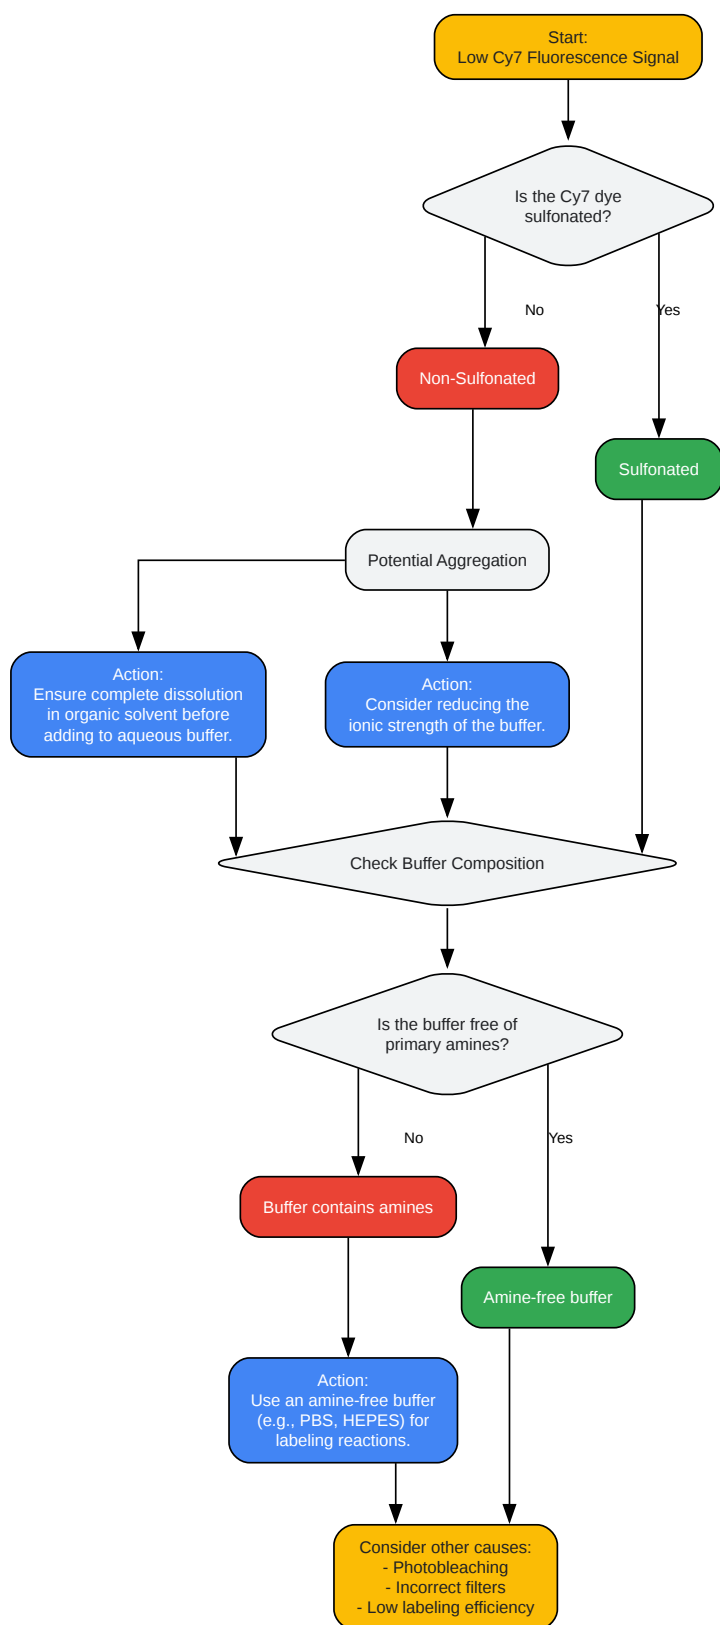 Start:
Low Cy7 Fluorescence Signal
Is the Cy7 dye
sulfonated?
No
Yes
Non-Sulfonated
Sulfonated
Potential Aggregation
Action:
Ensure complete dissolution
in organic solvent before
adding to aqueous buffer.
Action:
Consider reducing the
ionic strength of the buffer.
Check Buffer Composition
Is the buffer free of
primary amines?
No
Yes
Buffer contains amines
Amine-free buffer
Action:
Use an amine-free buffer
(e.g., PBS, HEPES) for
labeling reactions.
Consider other causes:
- Photobleaching
- Incorrect filters
- Low labeling efficiency